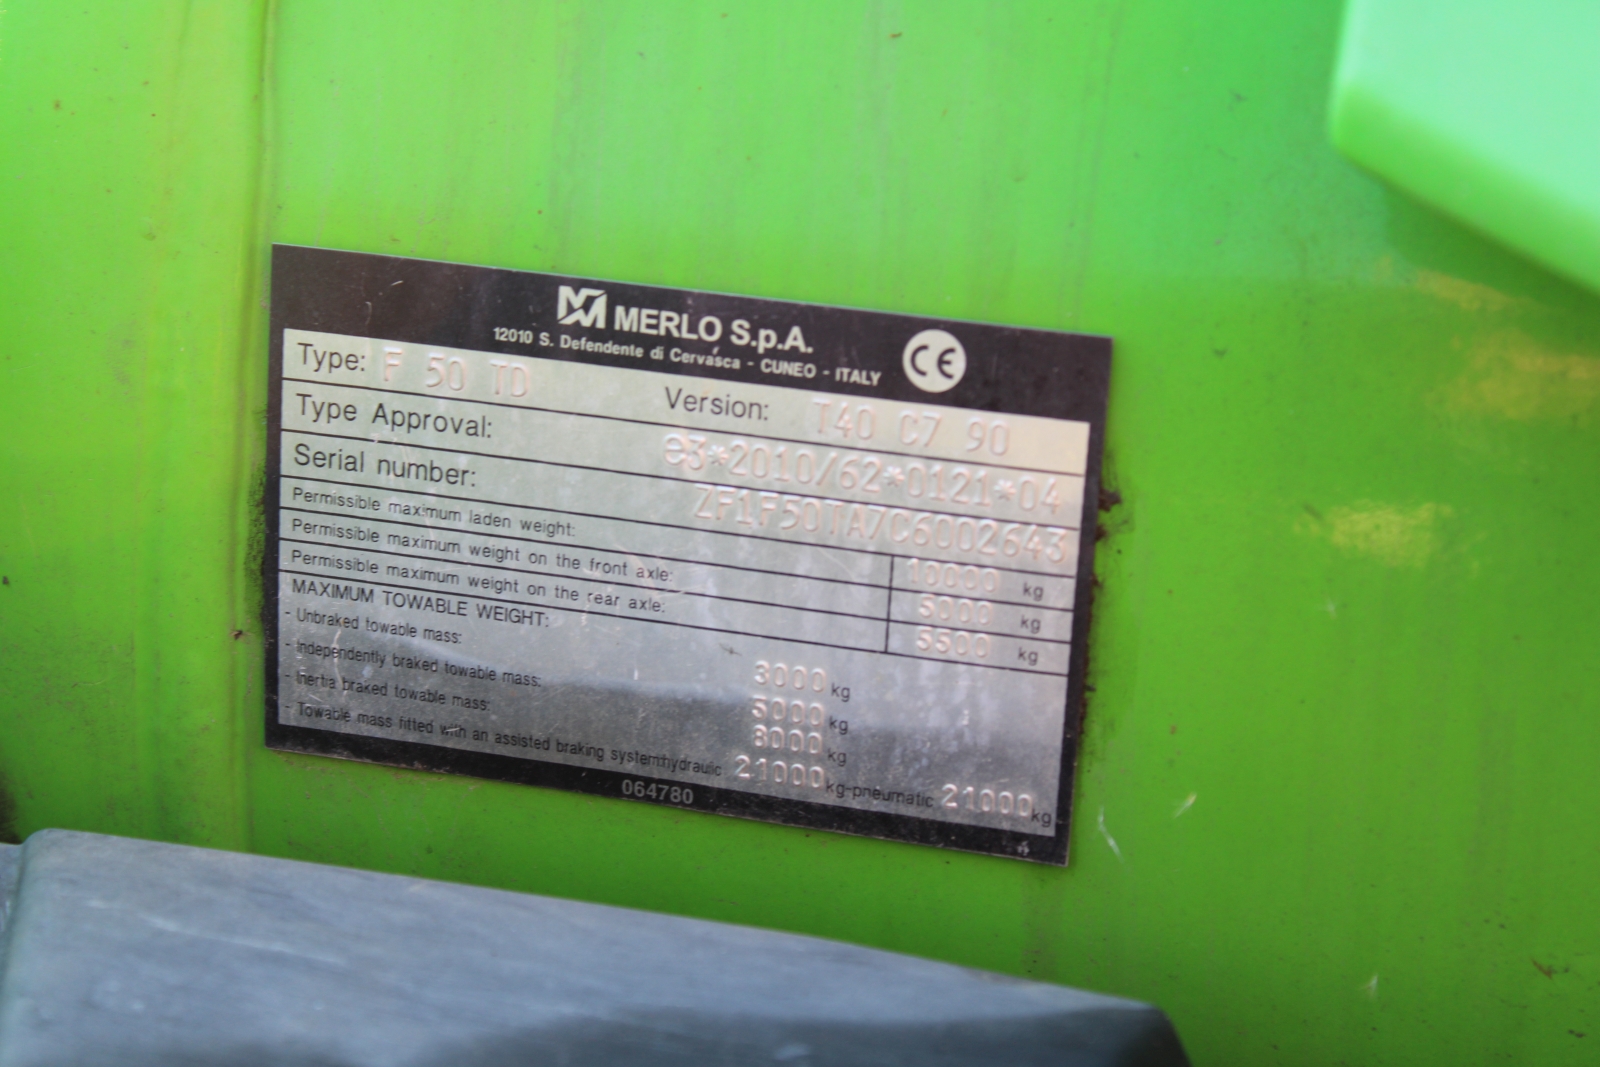 MERLO S.p.A.
12010 S. Defendente di Cervasca - CUNEO - ITALY
CE
Type: F 50 TD Version: T40 C7 90
Type Approval: e3*2010/62*0121*04
Serial number: ZF1F50TA7C6002643
Permissible maximum laden weight: 10000 kg
Permissible maximum weight on the front axle: 5000 kg
Permissible maximum weight on the rear axle: 5500 kg
MAXIMUM TOWABLE WEIGHT:
- Unbraked towable mass: 3000 kg
- Independently braked towable mass: 5000 kg
- Inertia braked towable mass: 8000 kg
- Towable mass fitted with an assisted braking system:hydraulic 21000 kg-pneumatic 21000 kg
064780